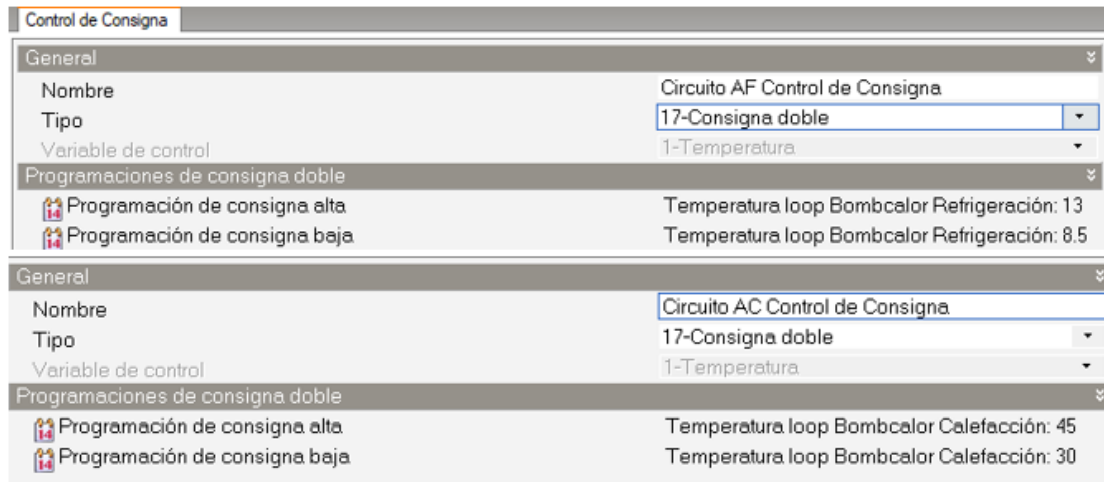 Control de Consigna
General
Nombre Circuito AF Control de Consigna
Tipo 17-Consigna doble
Variable de control 1-Temperatura
Programaciones de consigna doble
14 Programación de consigna alta Temperatura loop Bombcalor Refrigeración: 13
14 Programación de consigna baja Temperatura loop Bombcalor Refrigeración: 8.5
General
Nombre Circuito AC Control de Consigna
Tipo 17-Consigna doble
Variable de control 1-Temperatura
Programaciones de consigna doble
14 Programación de consigna alta Temperatura loop Bombcalor Calefacción: 45
14 Programación de consigna baja Temperatura loop Bombcalor Calefacción: 30